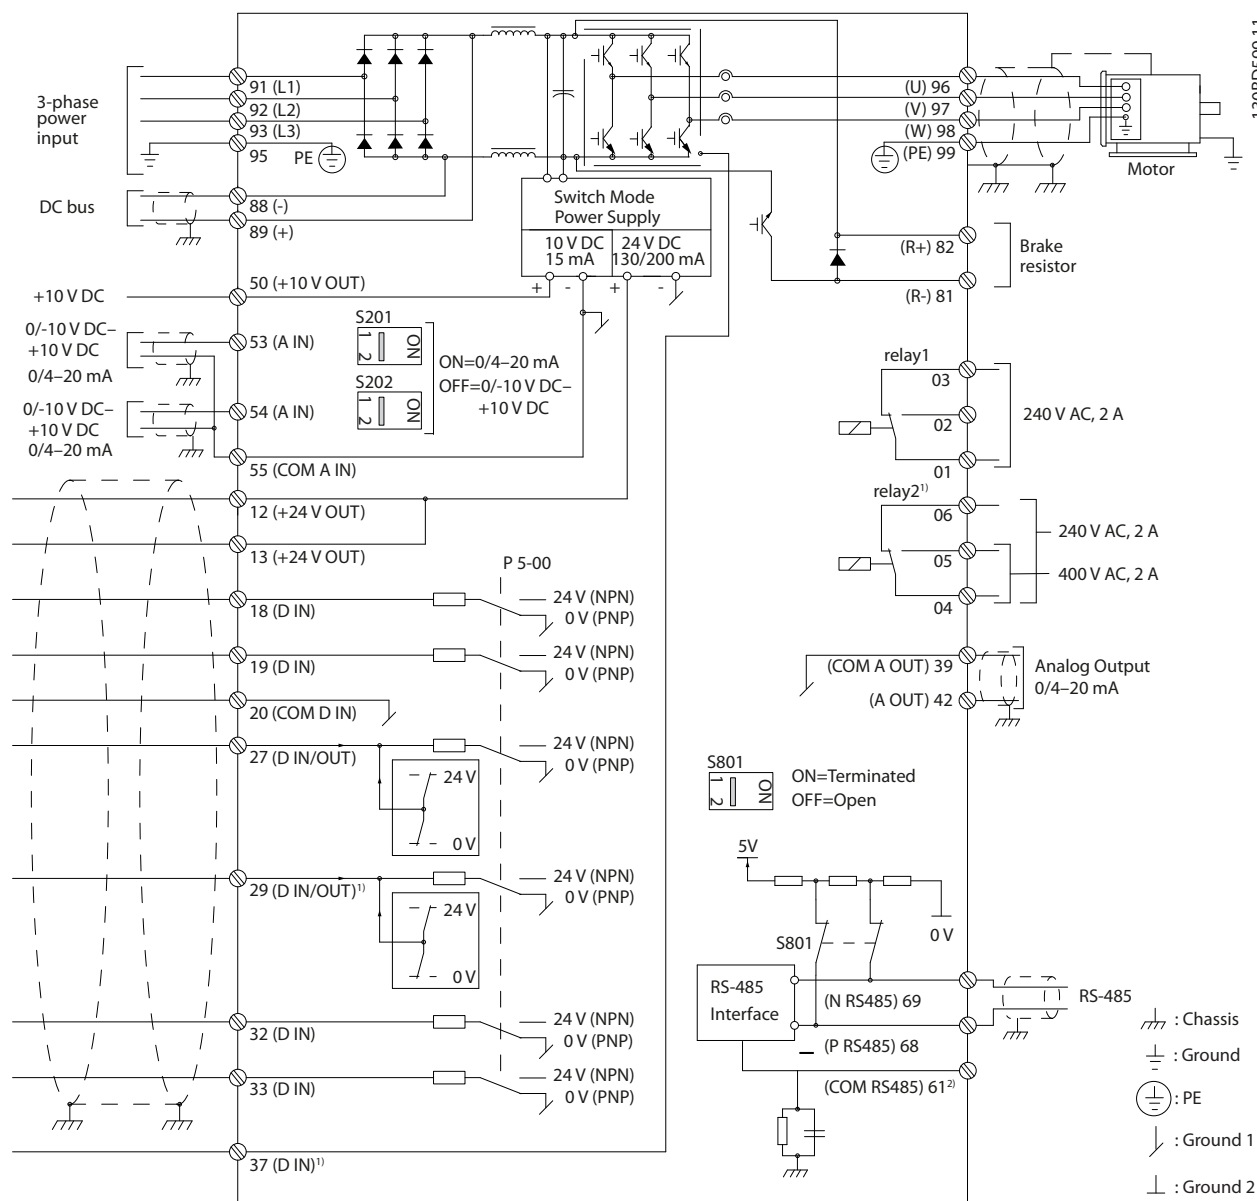 130BD599.11
3-phase
power
input
91 (L1)
92 (L2)
93 (L3)
95
PE
(U) 96
(V) 97
(W) 98
(PE) 99
Motor
DC bus
88 (-)
89 (+)
Switch Mode
Power Supply
10 V DC
15 mA
24 V DC
130/200 mA
+ - + -
(R+) 82
(R-) 81
Brake
resistor
+10 V DC
50 (+10 V OUT)
0/-10 V DC–
+10 V DC
0/4–20 mA
53 (A IN)
S201
1 2 ON
S202
1 2 ON
ON=0/4–20 mA
OFF=0/-10 V DC–
+10 V DC
0/-10 V DC–
+10 V DC
0/4–20 mA
54 (A IN)
55 (COM A IN)
relay1
03
02
01
240 V AC, 2 A
relay2¹⁾
06
05
04
240 V AC, 2 A
400 V AC, 2 A
12 (+24 V OUT)
13 (+24 V OUT)
P 5-00
18 (D IN)
24 V (NPN)
0 V (PNP)
19 (D IN)
24 V (NPN)
0 V (PNP)
20 (COM D IN)
27 (D IN/OUT)
24 V (NPN)
0 V (PNP)
24 V
0 V
29 (D IN/OUT)¹⁾
24 V (NPN)
0 V (PNP)
24 V
0 V
32 (D IN)
24 V (NPN)
0 V (PNP)
33 (D IN)
24 V (NPN)
0 V (PNP)
37 (D IN)¹⁾
(COM A OUT) 39
(A OUT) 42
Analog Output
0/4–20 mA
S801
1 2 ON
ON=Terminated
OFF=Open
5V
0 V
S801
RS-485
Interface
(N RS485) 69
(P RS485) 68
(COM RS485) 61²⁾
RS-485
: Chassis
: Ground
: PE
: Ground 1
: Ground 2